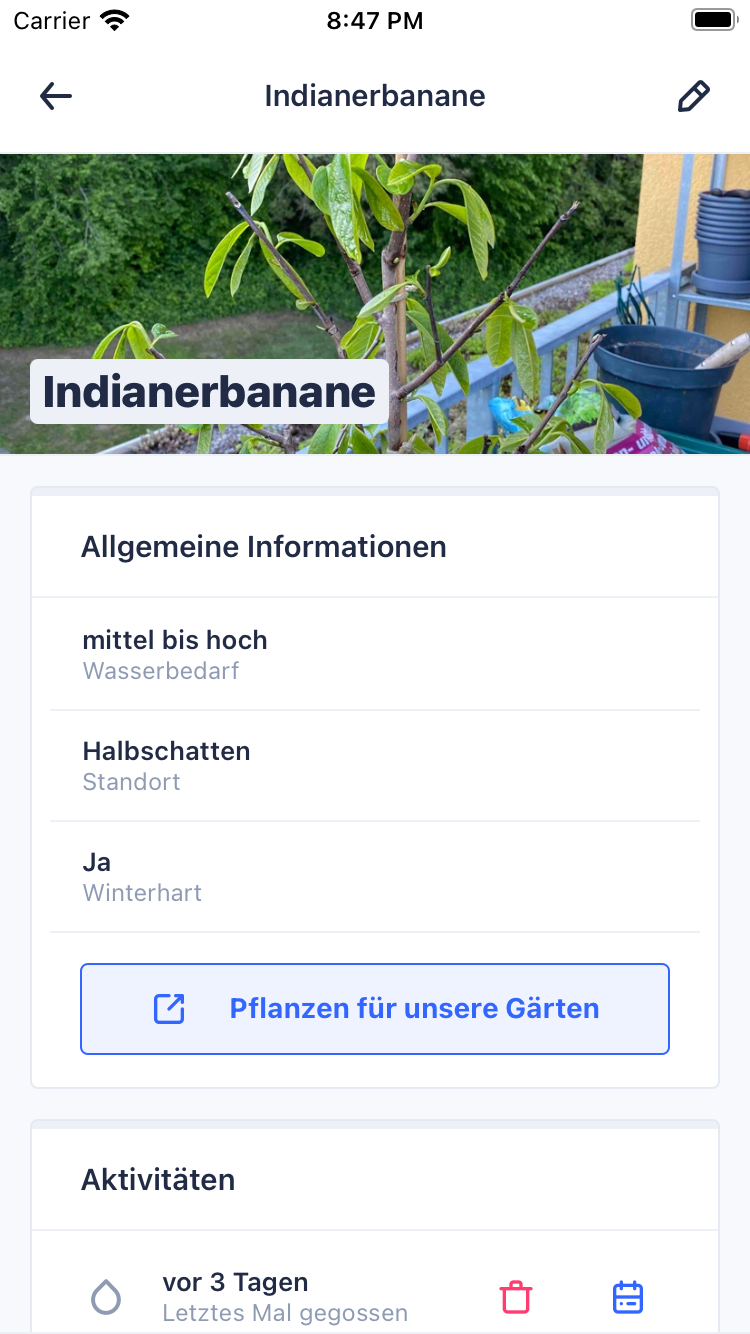 Carrier 8:47 PM
Indianerbanane
Indianerbanane
Allgemeine Informationen
mittel bis hoch
Wasserbedarf
Halbschatten
Standort
Ja
Winterhart
Pflanzen für unsere Gärten
Aktivitäten
vor 3 Tagen
Letztes Mal gegossen